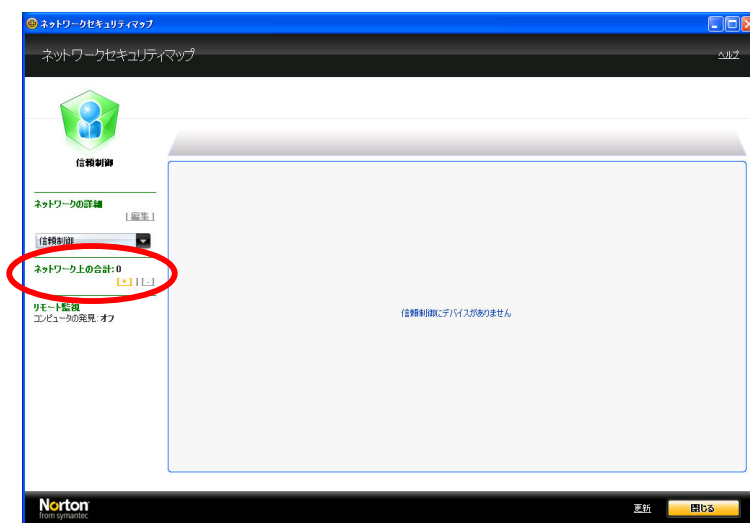 ネットワークセキュリティマップ
ネットワークセキュリティマップ
ヘルプ
信頼制御
ネットワークの詳細
[編集]
信頼制御
ネットワーク上の合計: 0
[+] | [-]
リモート監視
コンピュータの発見: オフ
信頼制御にデバイスがありません
Norton
from symantec
更新
閉じる